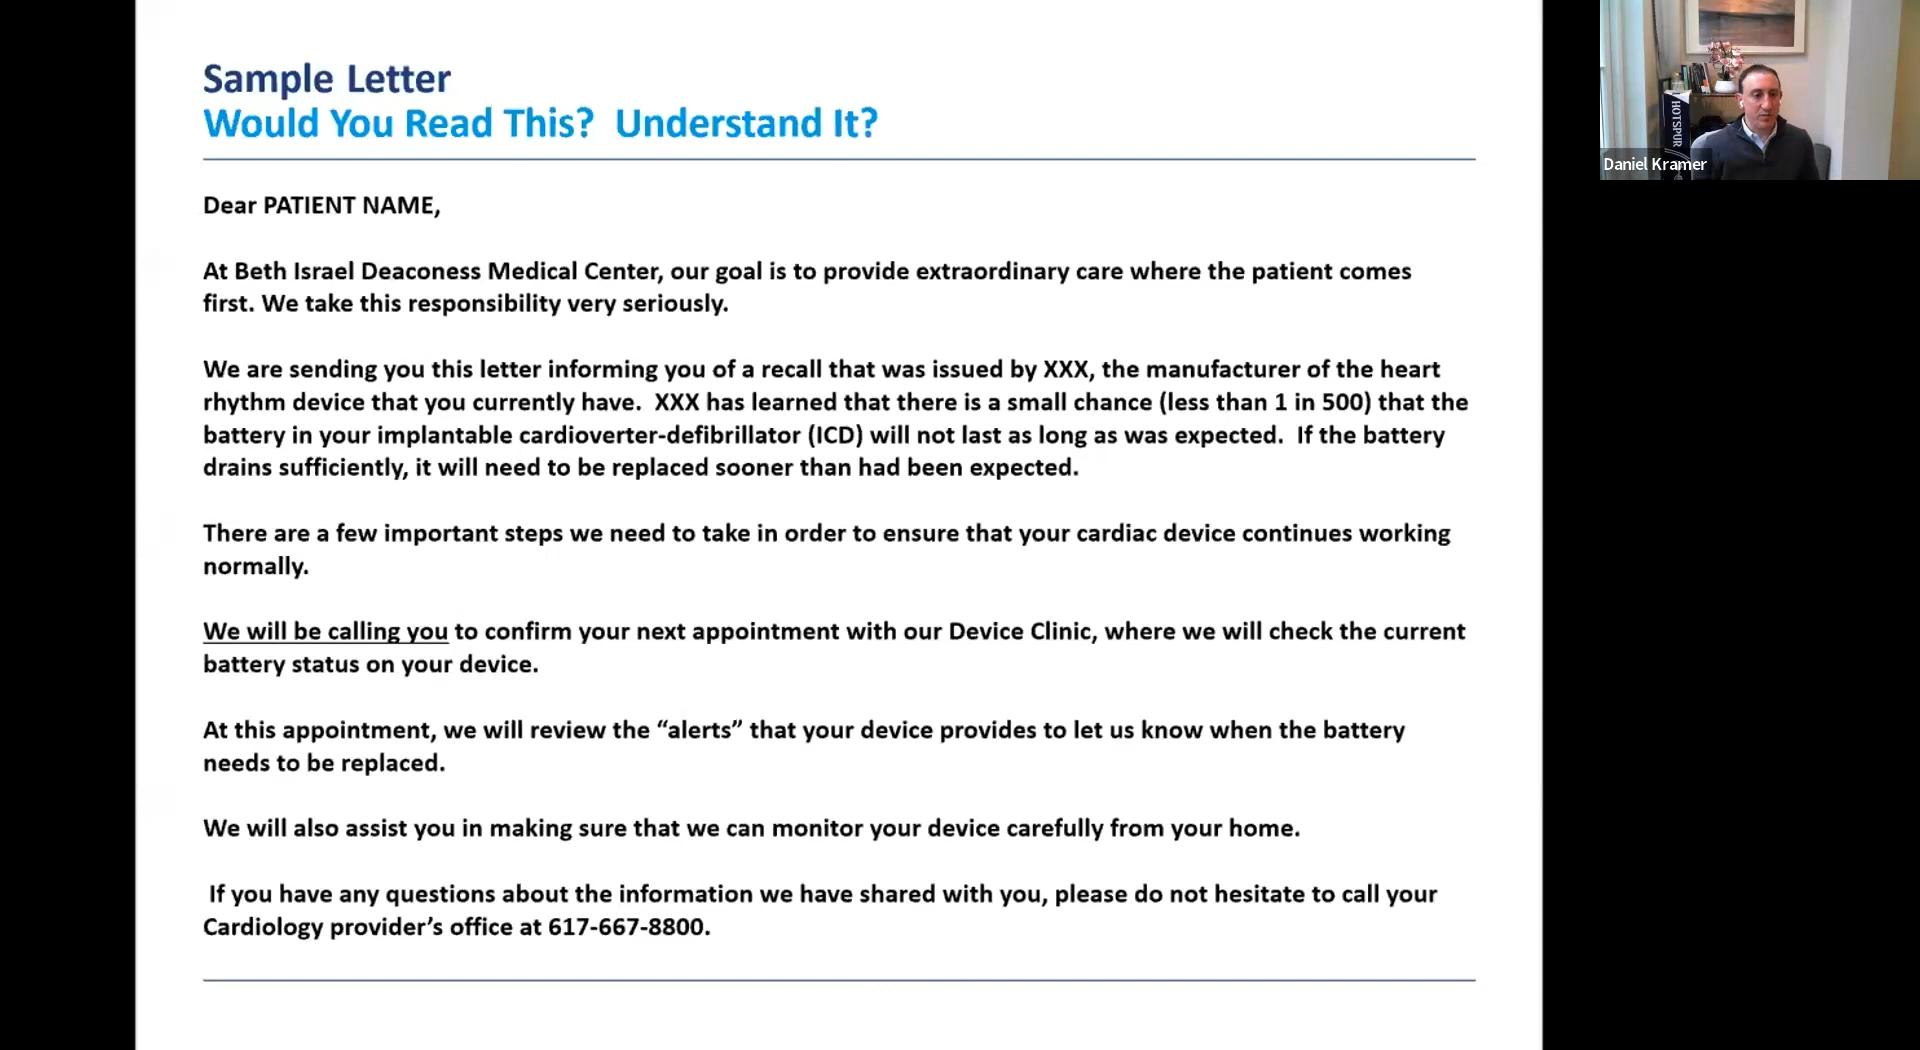 Sample Letter
Would You Read This?  Understand It?
Dear PATIENT NAME,
At Beth Israel Deaconess Medical Center, our goal is to provide extraordinary care where the patient comes
first. We take this responsibility very seriously.
We are sending you this letter informing you of a recall that was issued by XXX, the manufacturer of the heart
rhythm device that you currently have.  XXX has learned that there is a small chance (less than 1 in 500) that the
battery in your implantable cardioverter-defibrillator (ICD) will not last as long as was expected.  If the battery
drains sufficiently, it will need to be replaced sooner than had been expected.
There are a few important steps we need to take in order to ensure that your cardiac device continues working
normally.
We will be calling you to confirm your next appointment with our Device Clinic, where we will check the current
battery status on your device.
At this appointment, we will review the “alerts” that your device provides to let us know when the battery
needs to be replaced.
We will also assist you in making sure that we can monitor your device carefully from your home.
If you have any questions about the information we have shared with you, please do not hesitate to call your
Cardiology provider’s office at 617-667-8800.
HOTSPUR
Daniel Kramer